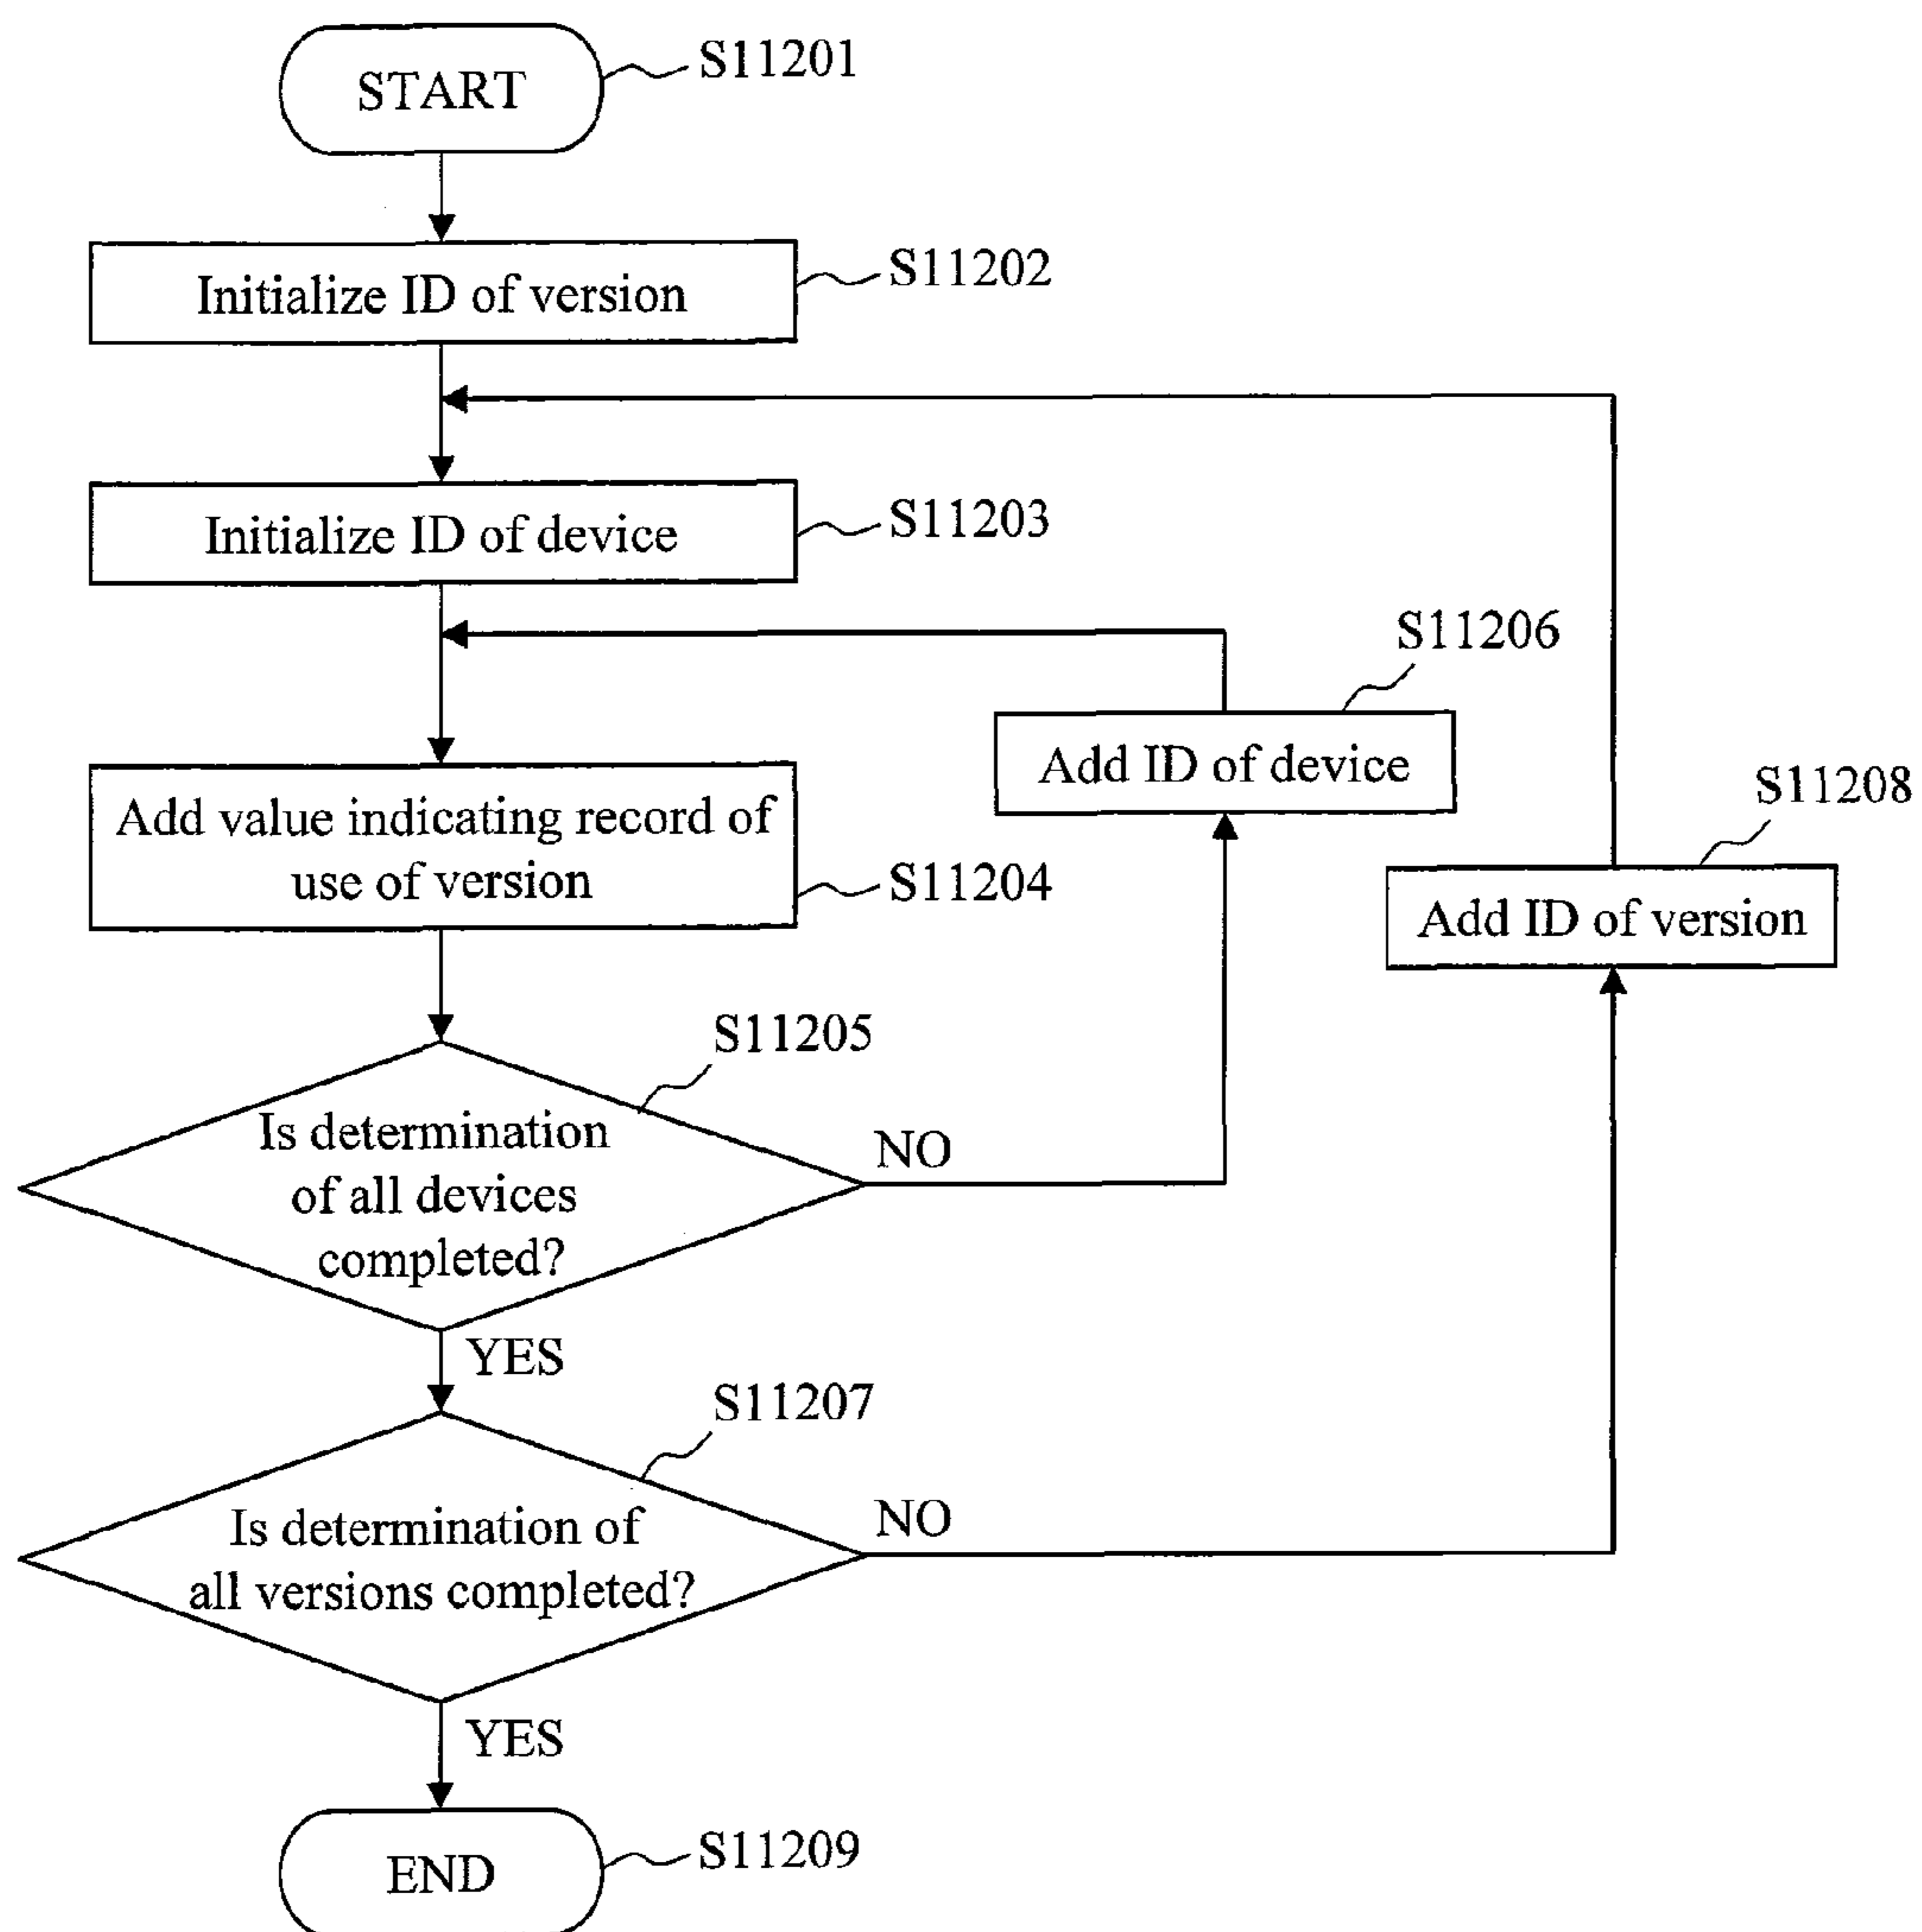 START
S11201
Initialize ID of version
S11202
Initialize ID of device
S11203
S11206
Add ID of device
Add value indicating record of
use of version
S11204
S11208
Add ID of version
S11205
Is determination
of all devices
completed?
NO
YES
S11207
Is determination of
all versions completed?
NO
YES
END
S11209